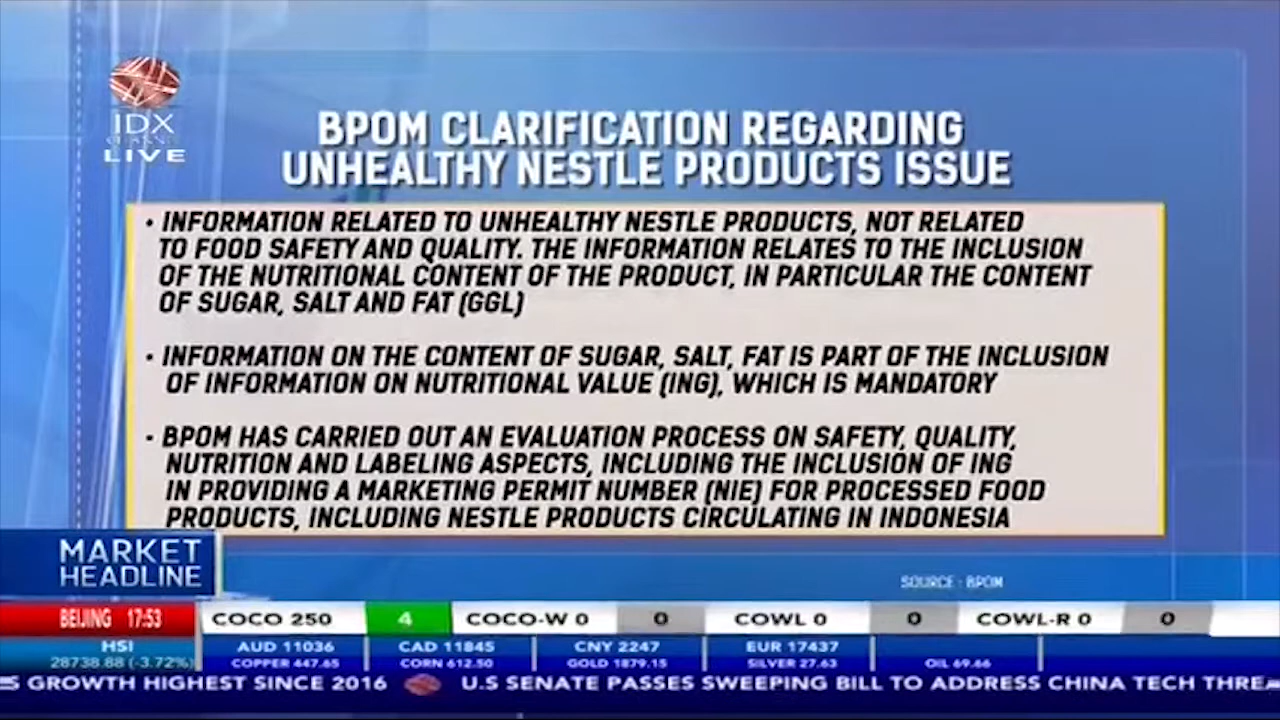 IDX
LIVE
BPOM CLARIFICATION REGARDING
UNHEALTHY NESTLE PRODUCTS ISSUE
• INFORMATION RELATED TO UNHEALTHY NESTLE PRODUCTS, NOT RELATED
TO FOOD SAFETY AND QUALITY. THE INFORMATION RELATES TO THE INCLUSION
OF THE NUTRITIONAL CONTENT OF THE PRODUCT, IN PARTICULAR THE CONTENT
OF SUGAR, SALT AND FAT (GGL)
• INFORMATION ON THE CONTENT OF SUGAR, SALT, FAT IS PART OF THE INCLUSION
OF INFORMATION ON NUTRITIONAL VALUE (ING), WHICH IS MANDATORY
• BPOM HAS CARRIED OUT AN EVALUATION PROCESS ON SAFETY, QUALITY,
NUTRITION AND LABELING ASPECTS, INCLUDING THE INCLUSION OF ING
IN PROVIDING A MARKETING PERMIT NUMBER (NIE) FOR PROCESSED FOOD
PRODUCTS, INCLUDING NESTLE PRODUCTS CIRCULATING IN INDONESIA
MARKET
HEADLINE
SOURCE : BPOM
BEIJING 17:53 COCO 250 4 COCO-W 0 0 COWL 0 0 COWL-R 0 0
HSI AUD 11036 CAD 11845 CNY 2247 EUR 17437
28738.88 (-3.72%) COPPER 447.65 CORN 612.50 GOLD 1879.15 SILVER 27.63 OIL 69.66
GROWTH HIGHEST SINCE 2016 U.S SENATE PASSES SWEEPING BILL TO ADDRESS CHINA TECH THRE